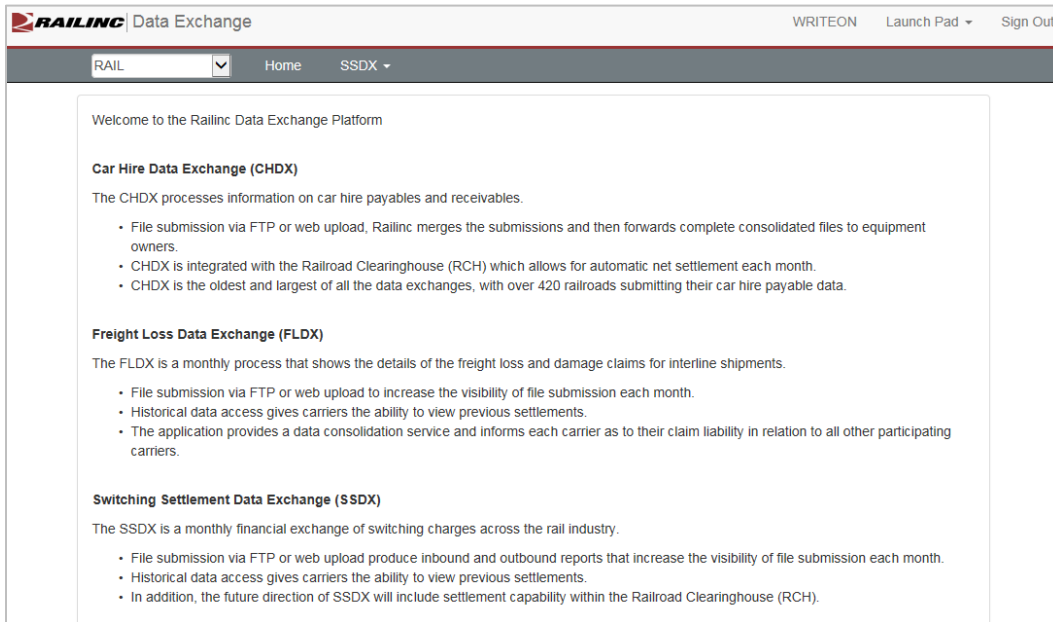 RAILINC Data Exchange
WRITEON Launch Pad Sign Out
RAIL Home SSDX
Welcome to the Railinc Data Exchange Platform
Car Hire Data Exchange (CHDX)
The CHDX processes information on car hire payables and receivables.
• File submission via FTP or web upload, Railinc merges the submissions and then forwards complete consolidated files to equipment
owners.
• CHDX is integrated with the Railroad Clearinghouse (RCH) which allows for automatic net settlement each month.
• CHDX is the oldest and largest of all the data exchanges, with over 420 railroads submitting their car hire payable data.
Freight Loss Data Exchange (FLDX)
The FLDX is a monthly process that shows the details of the freight loss and damage claims for interline shipments.
• File submission via FTP or web upload to increase the visibility of file submission each month.
• Historical data access gives carriers the ability to view previous settlements.
• The application provides a data consolidation service and informs each carrier as to their claim liability in relation to all other participating
carriers.
Switching Settlement Data Exchange (SSDX)
The SSDX is a monthly financial exchange of switching charges across the rail industry.
• File submission via FTP or web upload produce inbound and outbound reports that increase the visibility of file submission each month.
• Historical data access gives carriers the ability to view previous settlements.
• In addition, the future direction of SSDX will include settlement capability within the Railroad Clearinghouse (RCH).